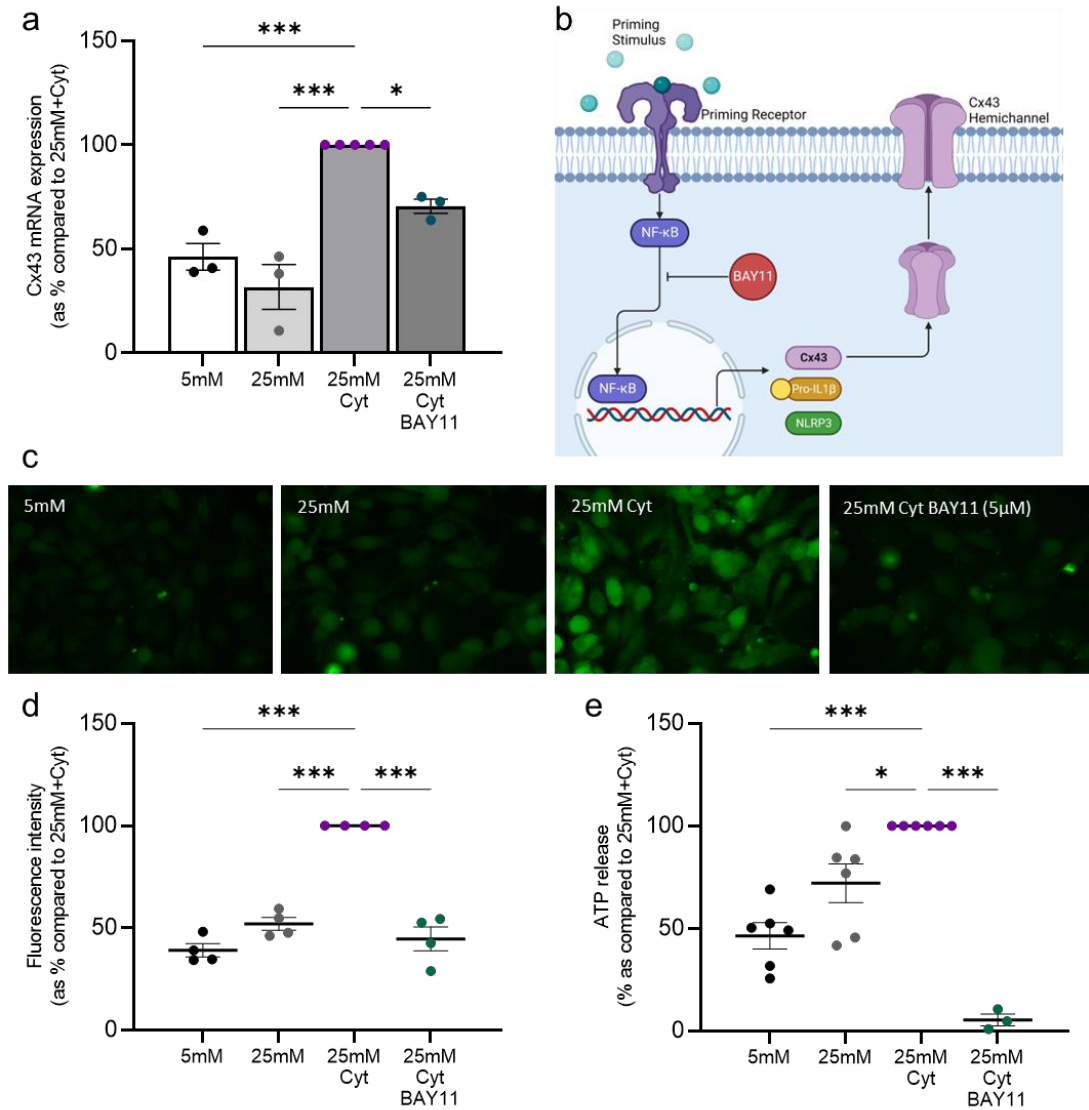 a
Cx43 mRNA expression
(as % compared to 25mM+Cyt)
150
100
50
0
***
***
*
5mM
25mM
25mM
Cyt
25mM
Cyt
BAY11
b
Priming
Stimulus
Priming Receptor
Cx43
Hemichannel
NF-κB
BAY11
NF-κB
Cx43
Pro-IL1β
NLRP3
c
5mM
25mM
25mM Cyt
25mM Cyt BAY11 (5μM)
d
Fluorescence intensity
(as % compared to 25mM+Cyt)
150
100
50
0
***
***
***
5mM
25mM
25mM
Cyt
25mM
Cyt
BAY11
e
ATP release
(% as compared to 25mM+Cyt)
150
100
50
0
***
*
***
5mM
25mM
25mM
Cyt
25mM
Cyt
BAY11